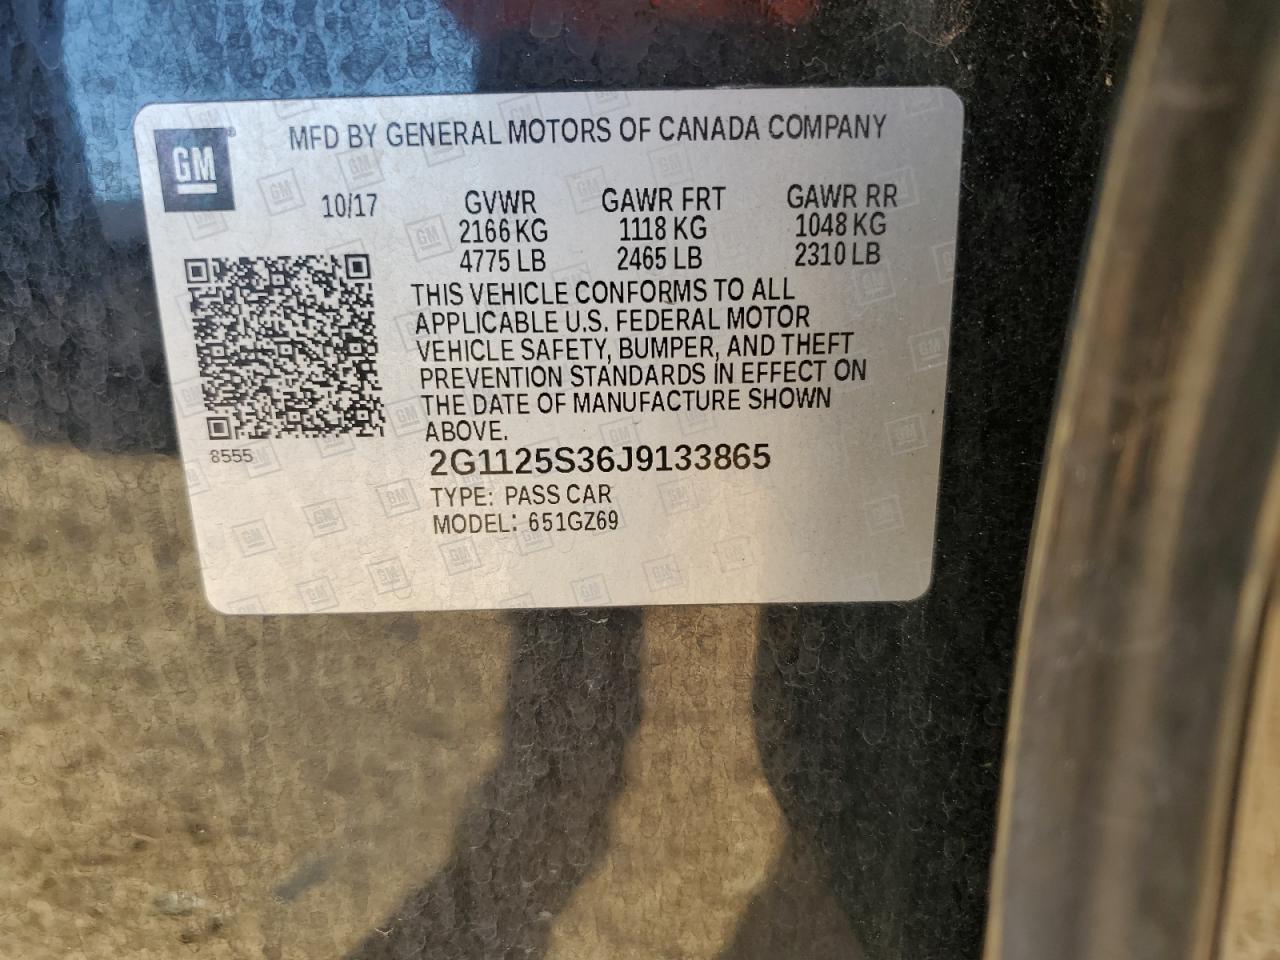 GM
MFD BY GENERAL MOTORS OF CANADA COMPANY
10/17
GVWR GAWR FRT GAWR RR
2166 KG 1118 KG 1048 KG
4775 LB 2465 LB 2310 LB
THIS VEHICLE CONFORMS TO ALL
APPLICABLE U.S. FEDERAL MOTOR
VEHICLE SAFETY, BUMPER, AND THEFT
PREVENTION STANDARDS IN EFFECT ON
THE DATE OF MANUFACTURE SHOWN
ABOVE.
8555
2G1125S36J9133865
TYPE: PASS CAR
MODEL: 651GZ69